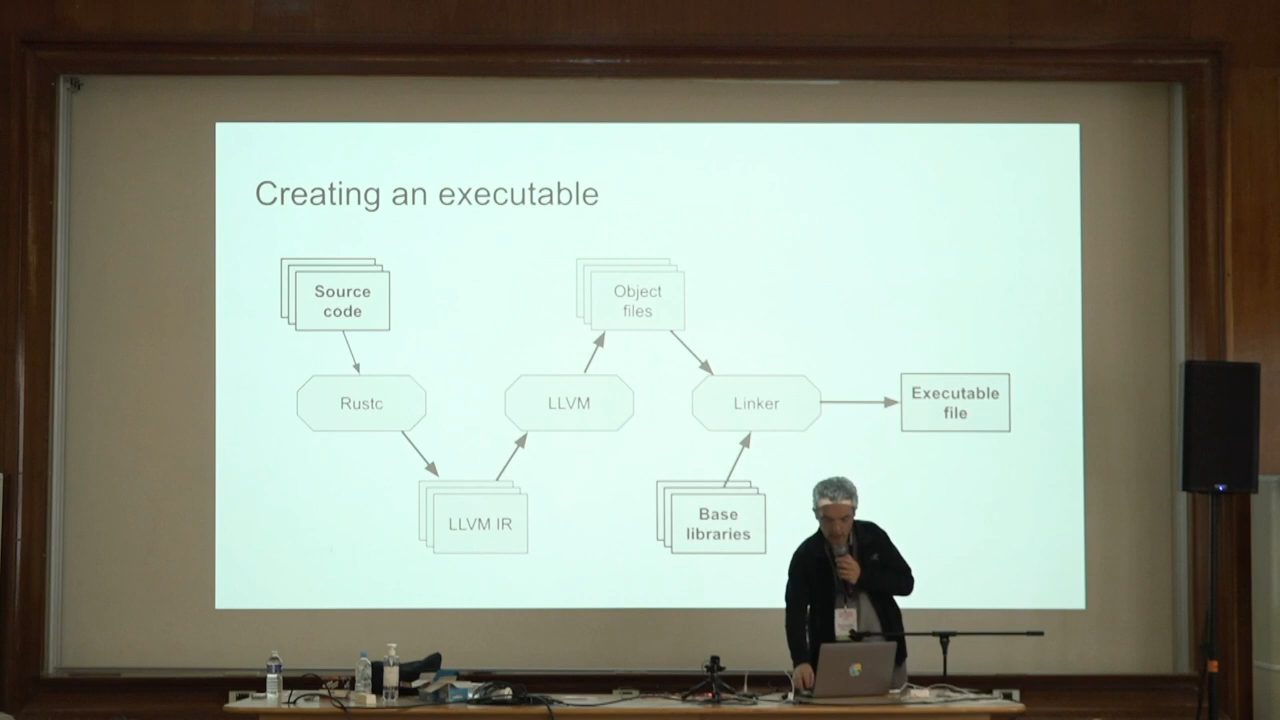 Creating an executable
Source
code
Object
files
Rustc
LLVM
Linker
Executable
file
LLVM IR
Base
libraries